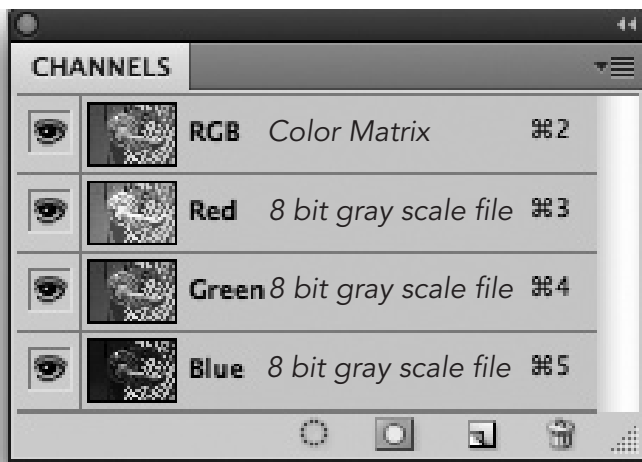 CHANNELS
RGB Color Matrix ⌘2
Red 8 bit gray scale file ⌘3
Green 8 bit gray scale file ⌘4
Blue 8 bit gray scale file ⌘5